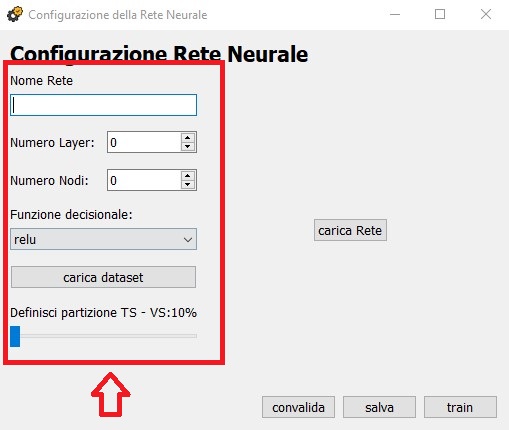 Configurazione della Rete Neurale
Configurazione Rete Neurale
Nome Rete
Numero Layer: 0
Numero Nodi: 0
Funzione decisionale:
relu
carica Rete
carica dataset
Definisci partizione TS - VS:10%
convalida salva train